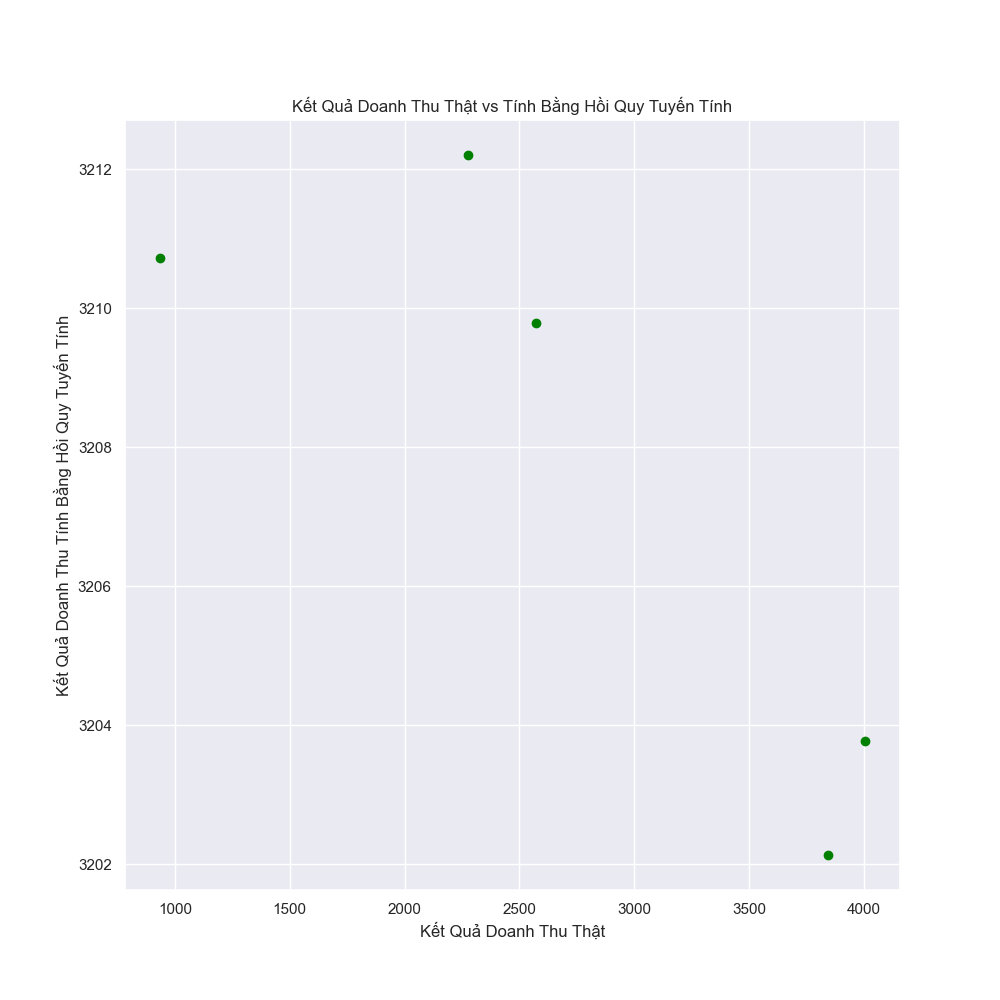 Kết Quả Doanh Thu Thật vs Tính Bằng Hồi Quy Tuyến Tính
Kết Quả Doanh Thu Tính Bằng Hồi Quy Tuyến Tính
3212
3210
3208
3206
3204
3202
1000 1500 2000 2500 3000 3500 4000
Kết Quả Doanh Thu Thật